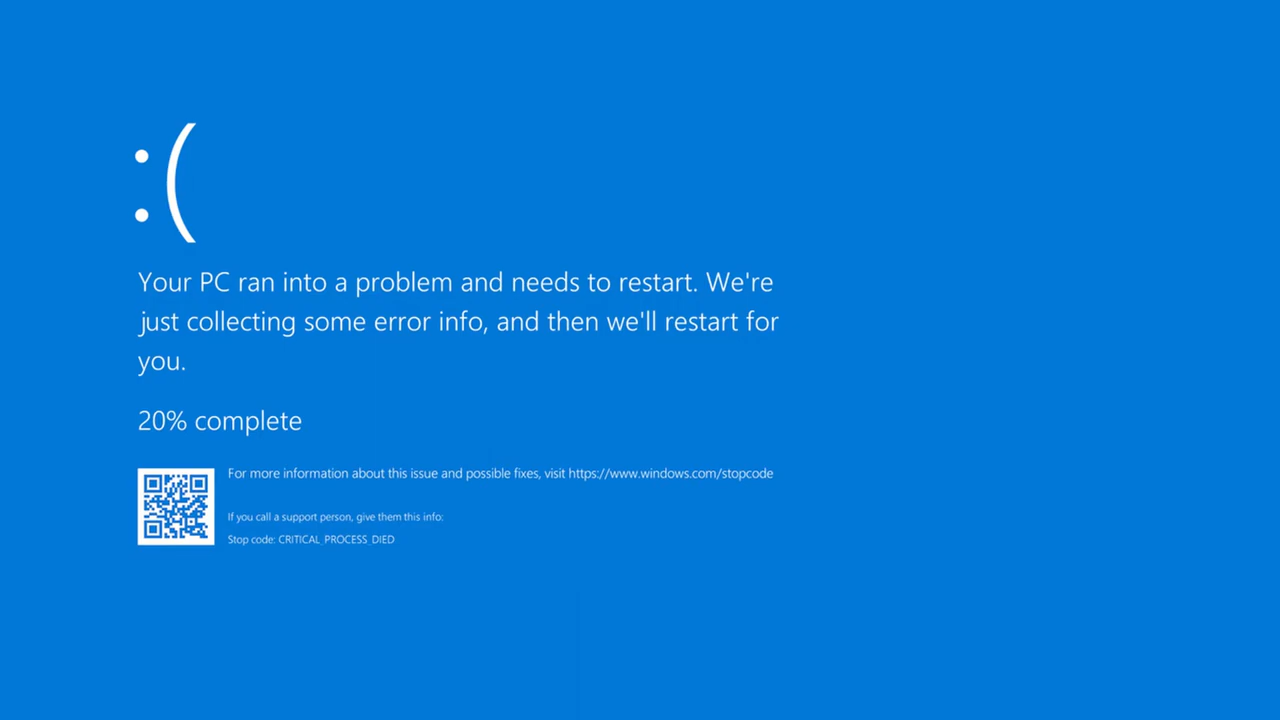 :(
Your PC ran into a problem and needs to restart. We're
just collecting some error info, and then we'll restart for
you.
20% complete
For more information about this issue and possible fixes, visit https://www.windows.com/stopcode
If you call a support person, give them this info:
Stop code: CRITICAL_PROCESS_DIED